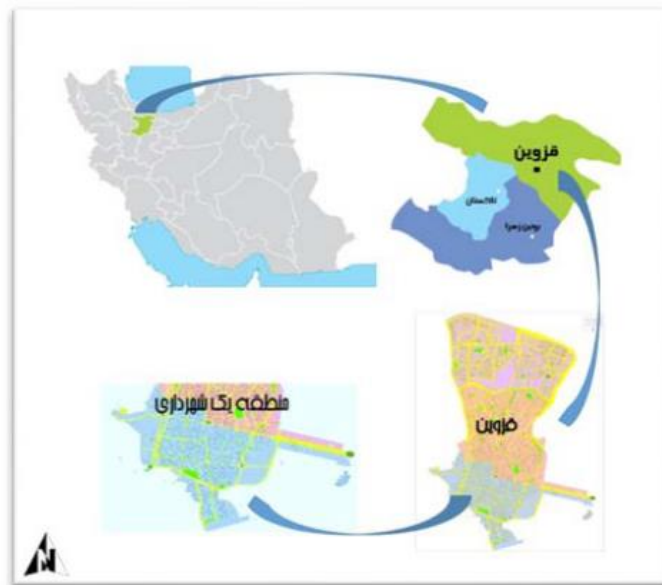 قزوین
تاکستان
بوئین زهرا
قزوین
منطقه یک شهرداری
N